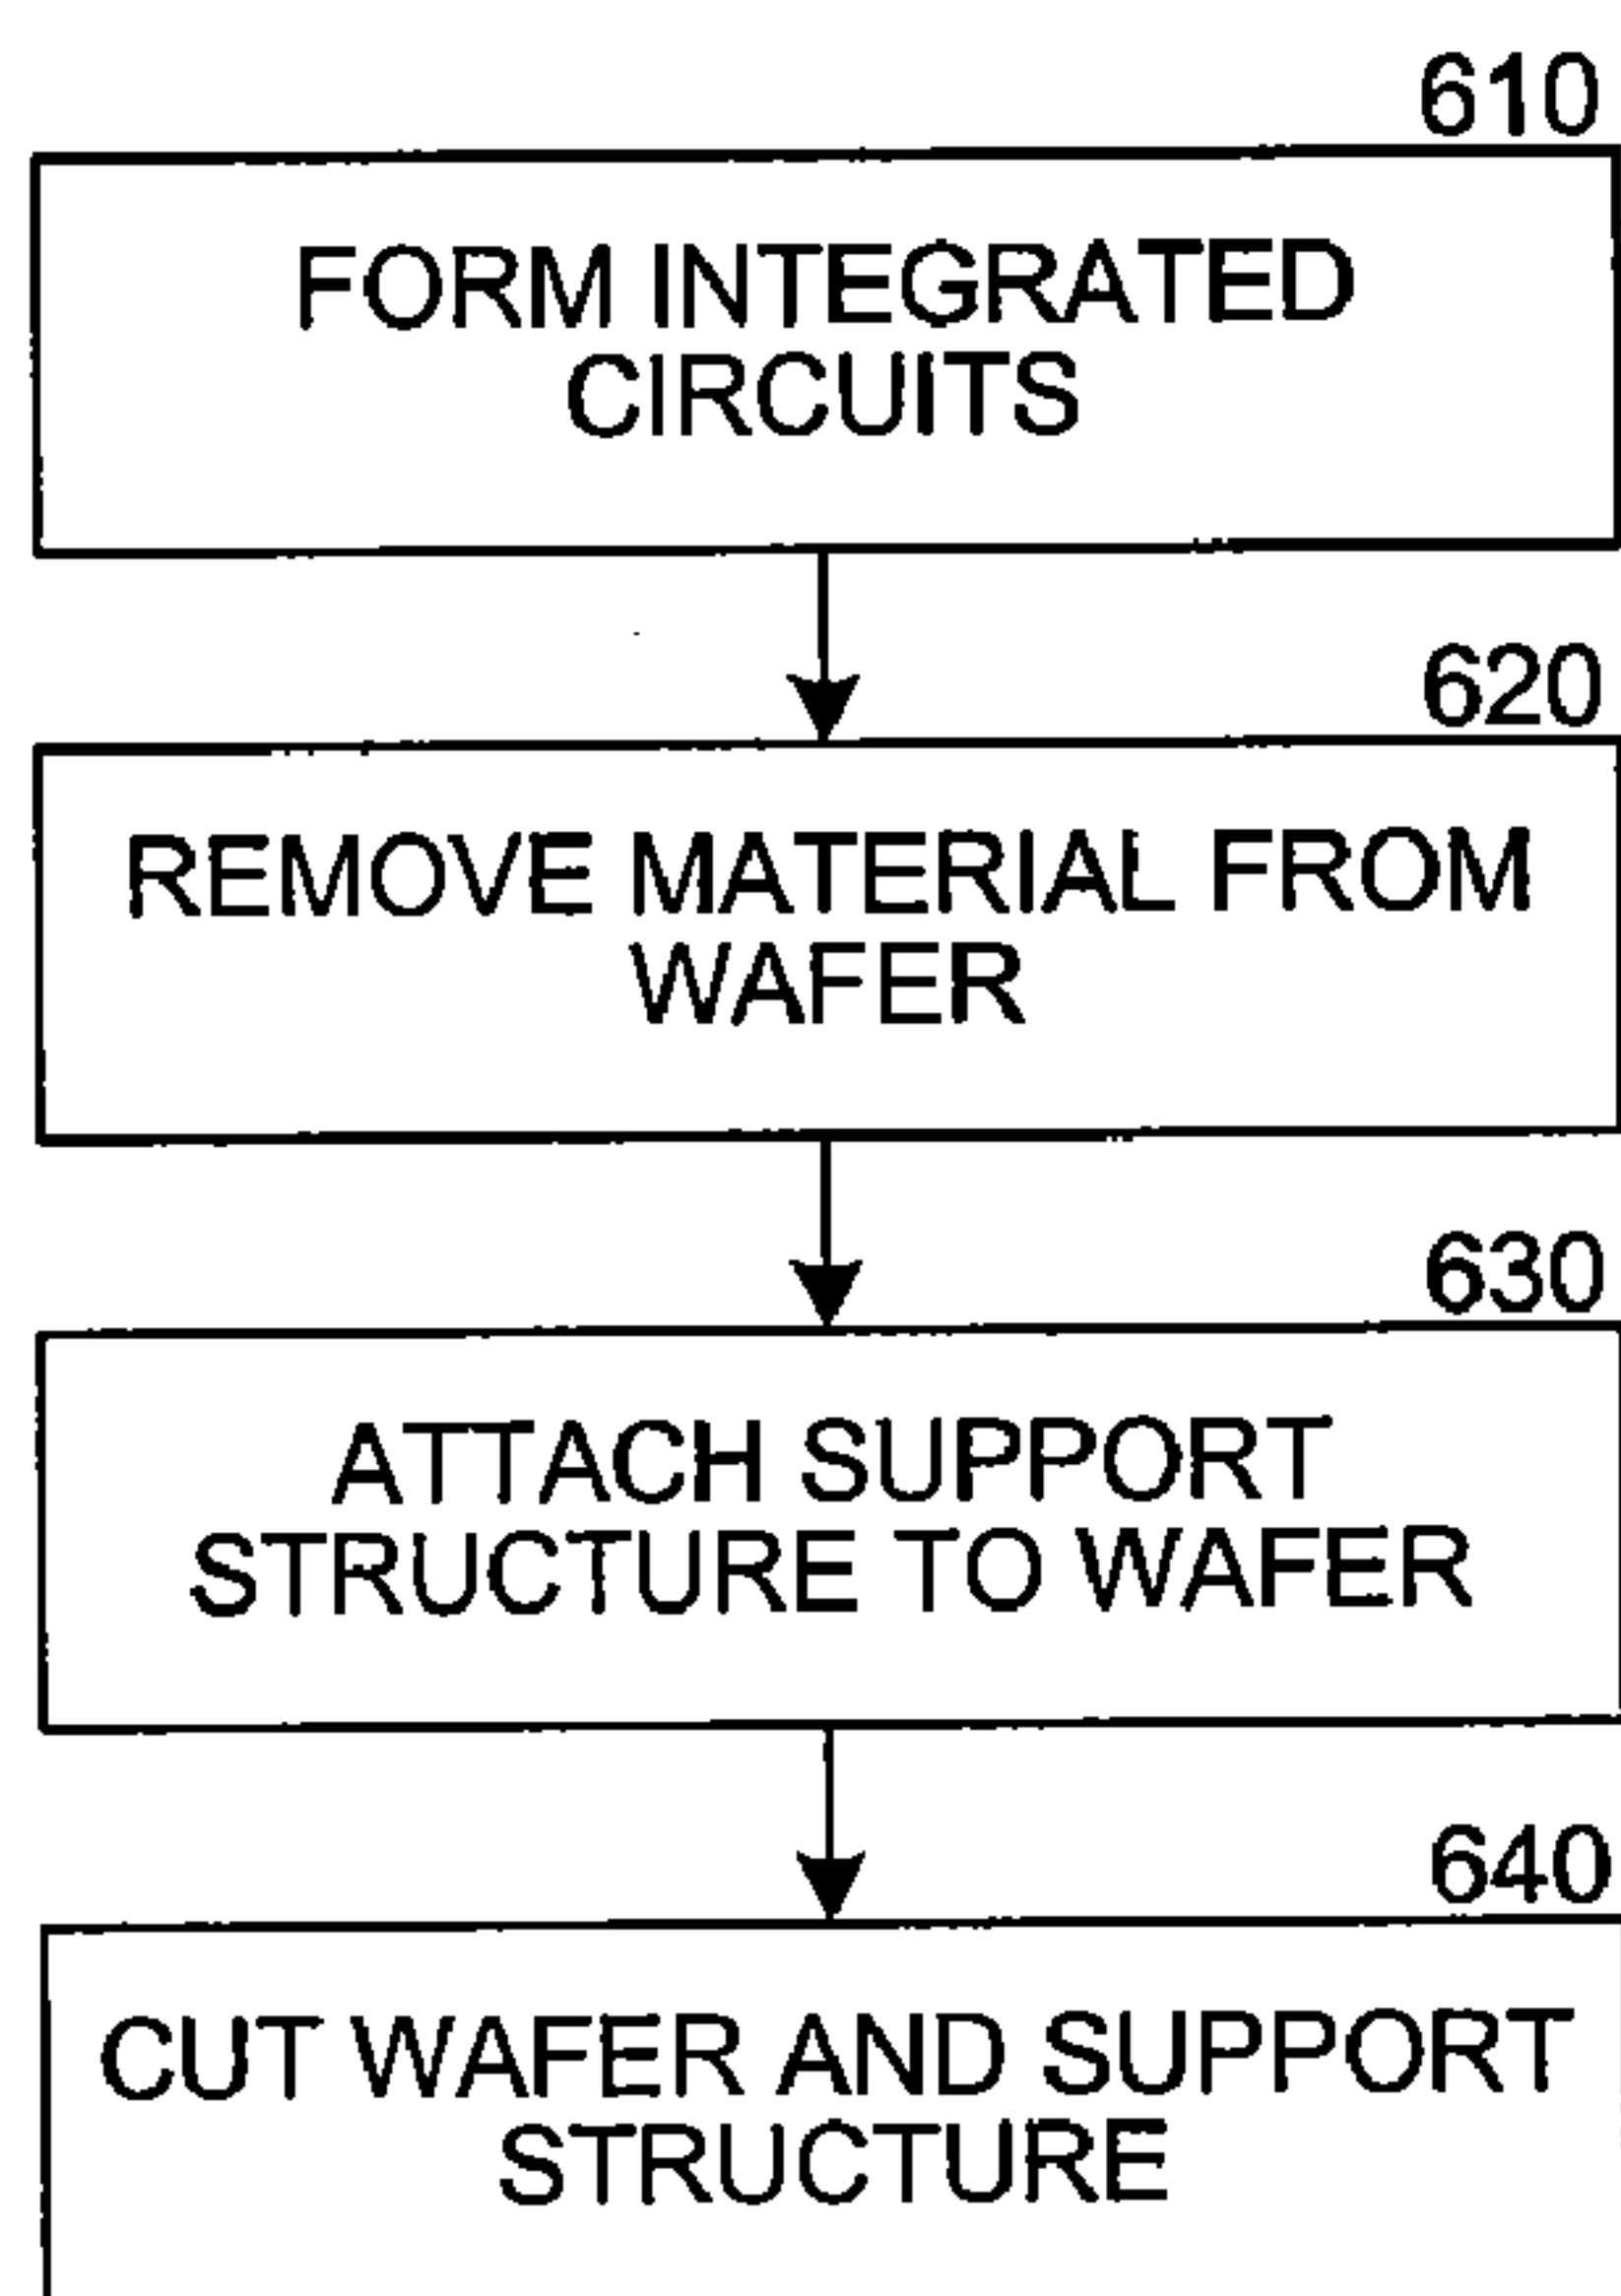 610
FORM INTEGRATED
CIRCUITS
620
REMOVE MATERIAL FROM
WAFER
630
ATTACH SUPPORT
STRUCTURE TO WAFER
640
CUT WAFER AND SUPPORT
STRUCTURE